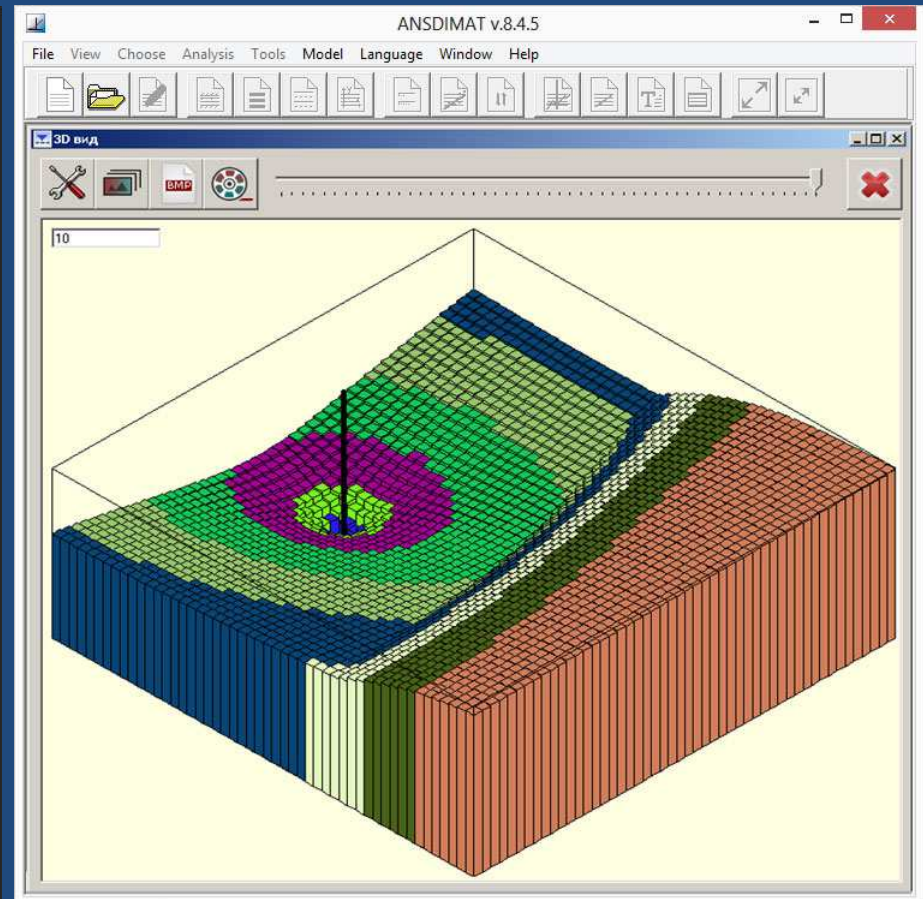 ANSDIMAT v.8.4.5
File View Choose Analysis Tools Model Language Window Help
3D вид
BMP
10